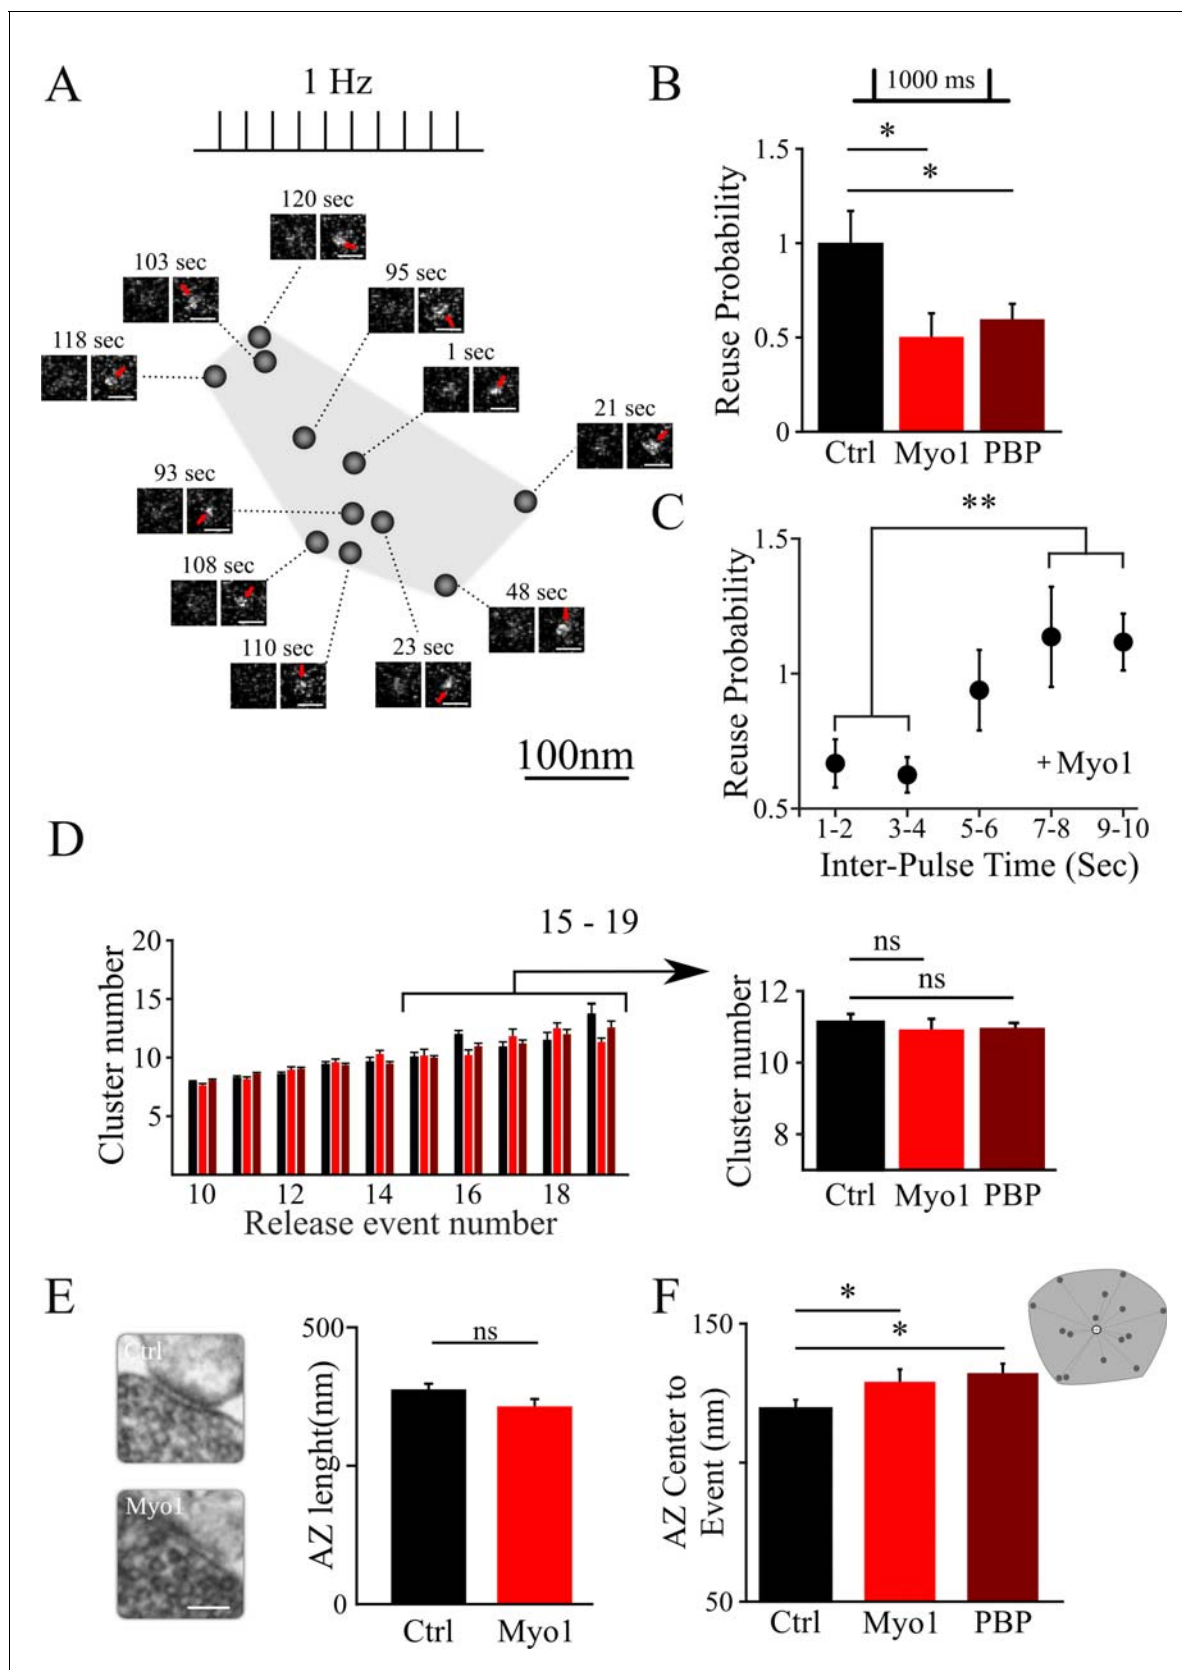 A
1 Hz
120 sec
103 sec
95 sec
118 sec
1 sec
21 sec
93 sec
108 sec
48 sec
110 sec
23 sec
100nm
B
1000 ms
*
*
1.5
1
0.5
0
Reuse Probability
Ctrl Myo1 PBP
C
**
1.5
1
0.5
Reuse Probability
+ Myo1
1-2 3-4 5-6 7-8 9-10
Inter-Pulse Time (Sec)
D
15 - 19
20
15
10
5
Cluster number
10 12 14 16 18
Release event number
ns
ns
12
10
8
Cluster number
Ctrl Myo1 PBP
E
Ctrl
Myo1
500
ns
0
AZ lenght(nm)
Ctrl Myo1
F
*
*
150
50
AZ Center to
Event (nm)
Ctrl Myo1 PBP